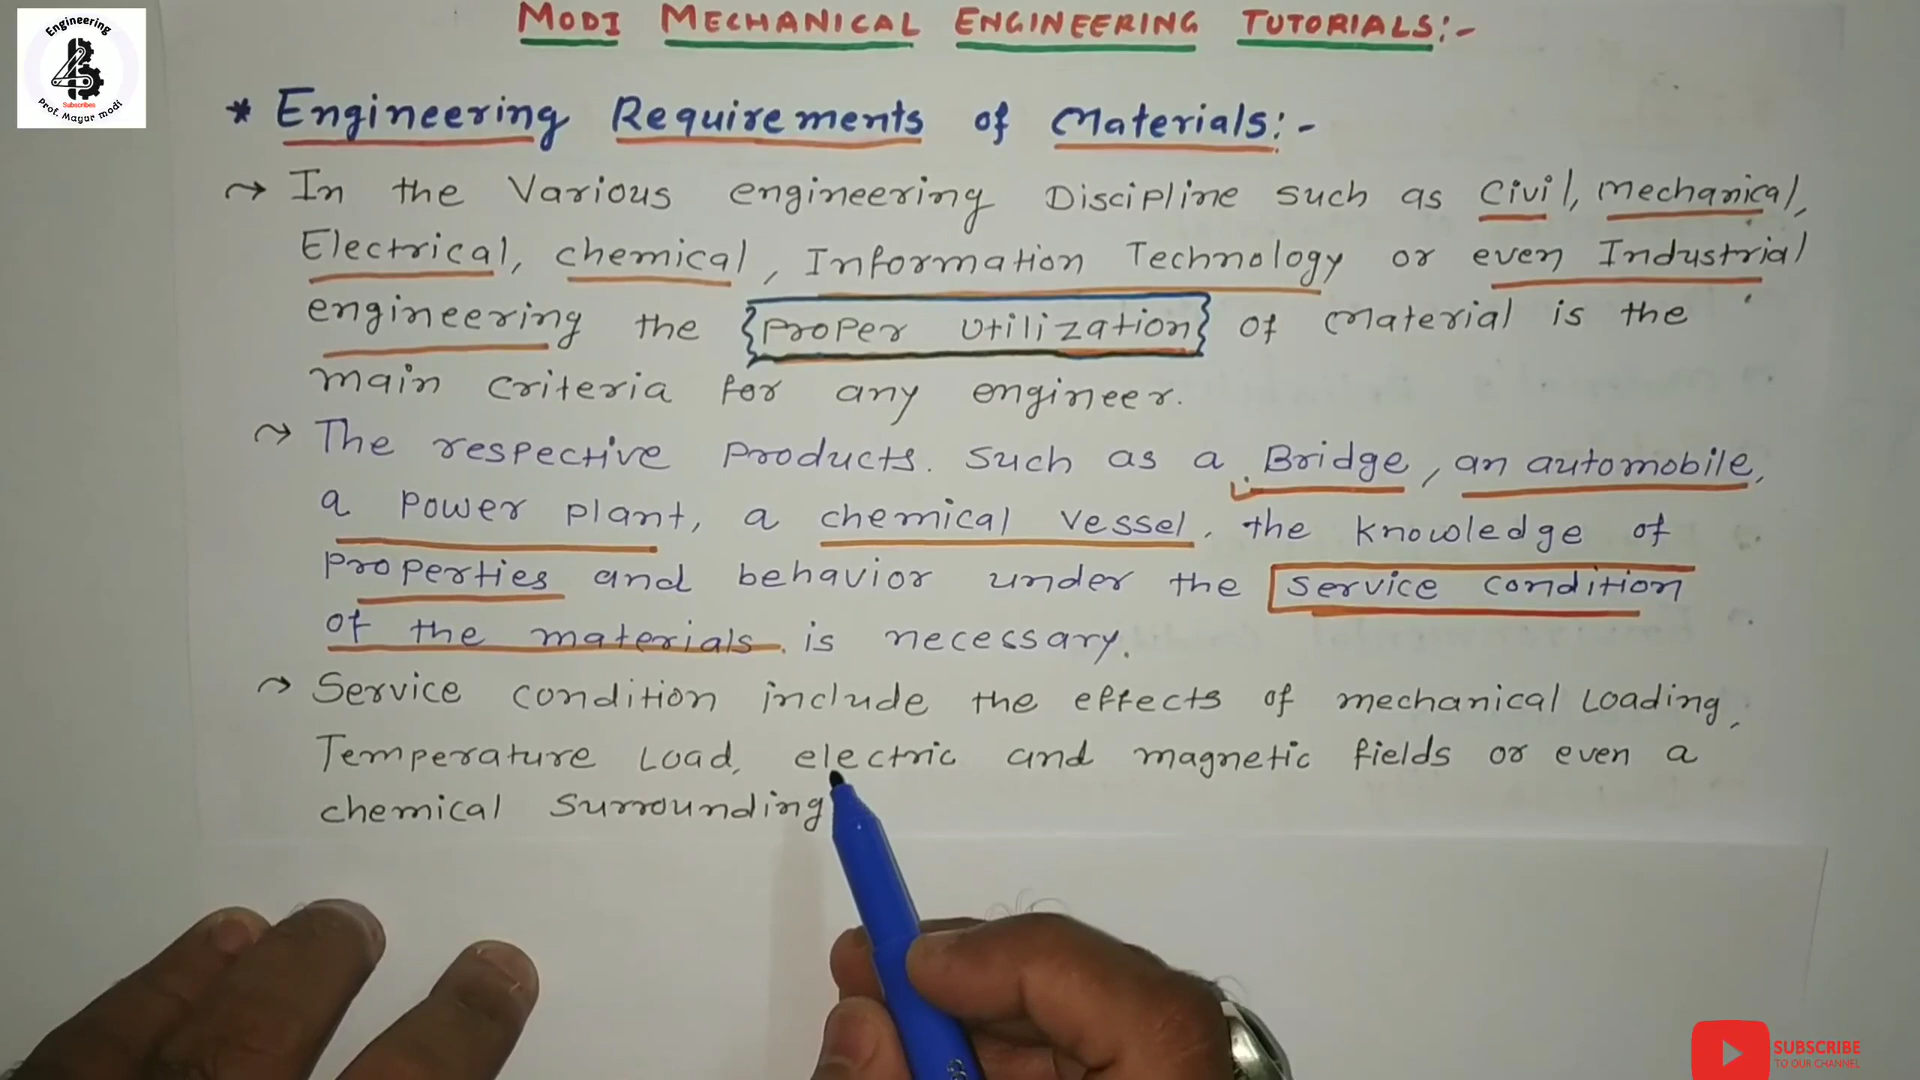 Engineering
Subscribes
Prof. Mayur modi
MODI MECHANICAL ENGINEERING TUTORIALS:-
* Engineering Requirements of Materials:-
→ In the Various engineering Discipline such as Civil, mechanical,
Electrical, chemical, Information Technology or even Industrial
engineering the {proper utilization} of material is the
main criteria for any engineer.
→ The respective products. such as a Bridge, an automobile,
a power plant, a chemical vessel. the knowledge of
properties and behavior under the service condition
of the materials is necessary.
→ Service condition include the effects of mechanical Loading,
Temperature Load, electric and magnetic fields or even a
chemical surrounding
SUBSCRIBE
TO OUR CHANNEL